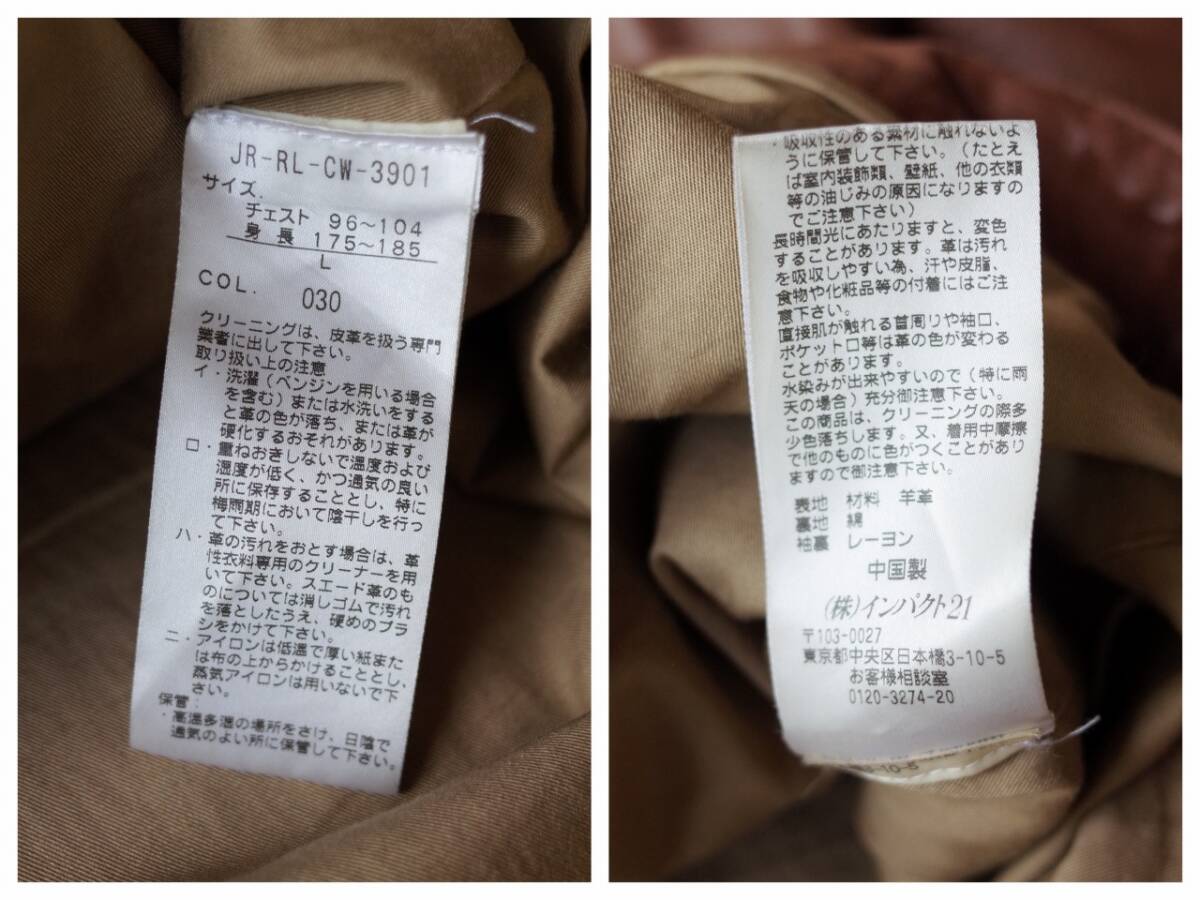 JR-RL-CW-3901
サイズ.
チェスト 96~104
身 長 175~185
L
COL. 030
クリーニングは、皮革を扱う専門
業者に出して下さい。
取り扱い上の注意
イ・洗濯(ベンジンを用いる場合
を含む)または水洗いをする
と革の色が落ち、または革が
硬化するおそれがあります。
ロ・重ねおきしないで温度および
湿度が低く、かつ通気の良い
所に保存することとし、特に
梅雨期において陰干しを行っ
て下さい。
ハ・革の汚れをおとす場合は、革
性衣料専用のクリーナーを用
いて下さい。スエード革のも
のについては消しゴムで汚れ
を落としたうえ、硬めのブラ
シをかけて下さい。
ニ・アイロンは低温で厚い紙また
は布の上からかけることとし、
蒸気アイロンは用いないで下
さい。
保管:
・高温多湿の場所をさけ、日陰で
通気のよい所に保管して下さい。
・吸収性のある素材に触れないよ
うに保管して下さい。(たとえ
ば室内装飾類、壁紙、他の衣類
等の油じみの原因になりますの
でご注意下さい)
長時間光にあたりますと、変色
することがあります。革は汚れ
を吸収しやすい為、汗や皮脂、
食物や化粧品等の付着にはご注
意下さい。
直接肌が触れる首周りや袖口、
ポケット口等は革の色が変わる
ことがあります。
水染みが出来やすいので(特に雨
天の場合)充分御注意下さい。
この商品は、クリーニングの際多
少色落ちします。又、着用中摩擦
で他のものに色がつくことがあり
ますので御注意下さい。
表地 材料 羊革
裏地 綿
袖裏 レーヨン
中国製
(株)インパクト21
〒103-0027
東京都中央区日本橋3-10-5
お客様相談室
0120-3274-20